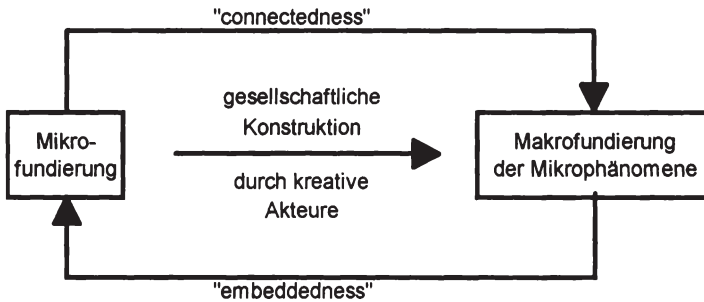 "connectedness"
gesellschaftliche
Konstruktion
Mikro-
fundierung
durch kreative
Akteure
Makrofundierung
der Mikrophänomene
"embeddedness"